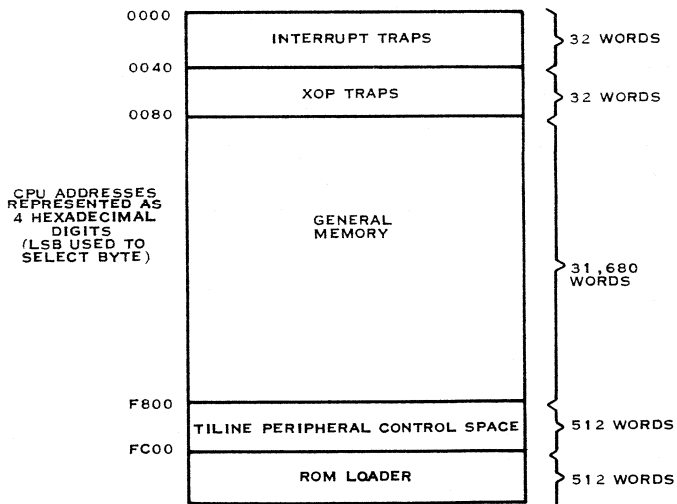 0000
INTERRUPT TRAPS
32 WORDS
0040
XOP TRAPS
32 WORDS
0080
CPU ADDRESSES
REPRESENTED AS
4 HEXADECIMAL
DIGITS
(LSB USED TO
SELECT BYTE)
GENERAL
MEMORY
31,680
WORDS
F800
TILINE PERIPHERAL CONTROL SPACE
512 WORDS
FC00
ROM LOADER
512 WORDS